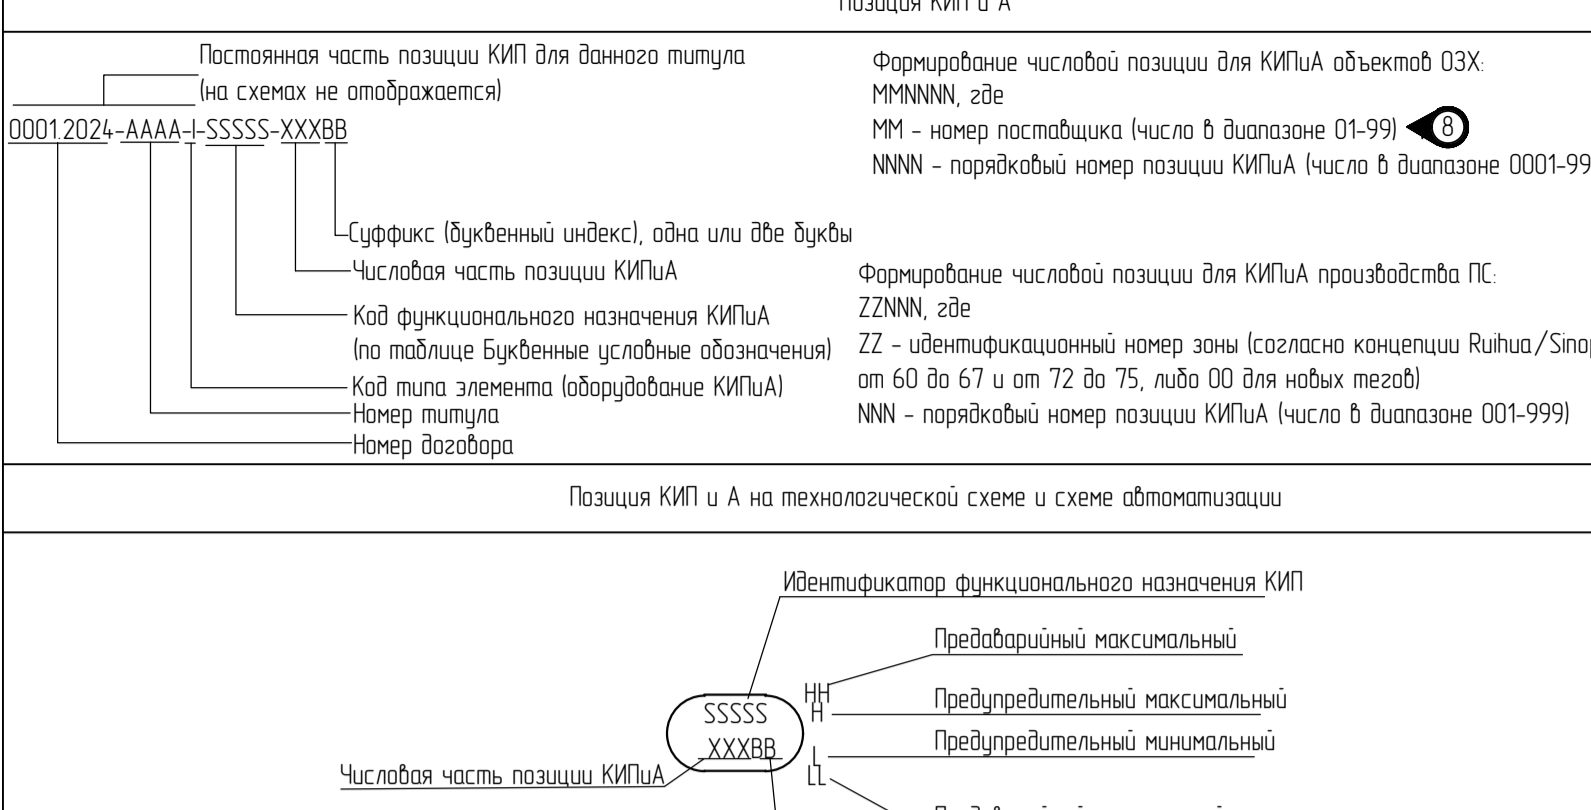 Позиция КИП и А
Постоянная часть позиции КИП для данного титула
(на схемах не отображается)
0001.2024-AAAA-I-SSSSS-XXXBB
Суффикс (буквенный индекс), одна или две буквы
Числовая часть позиции КИПиА
Код функционального назначения КИПиА
(по таблице Буквенные условные обозначения)
Код типа элемента (оборудование КИПиА)
Номер титула
Номер договора
Формирование числовой позиции для КИПиА объектов ОЗХ:
MMNNNN, где
MM - номер поставщика (число в диапазоне 01-99) 8
NNNN - порядковый номер позиции КИПиА (число в диапазоне 0001-99
Формирование числовой позиции для КИПиА производства ПС:
ZZNNN, где
ZZ - идентификационный номер зоны (согласно концепции Ruihua/Sinop
от 60 до 67 и от 72 до 75, либо 00 для новых тегов)
NNN - порядковый номер позиции КИПиА (число в диапазоне 001-999)
Позиция КИП и А на технологической схеме и схеме автоматизации
Идентификатор функционального назначения КИП
Предаварийный максимальный
HH
SSSSS
H
Предупредительный максимальный
XXXBB
L
Предупредительный минимальный
LL
Числовая часть позиции КИПиА